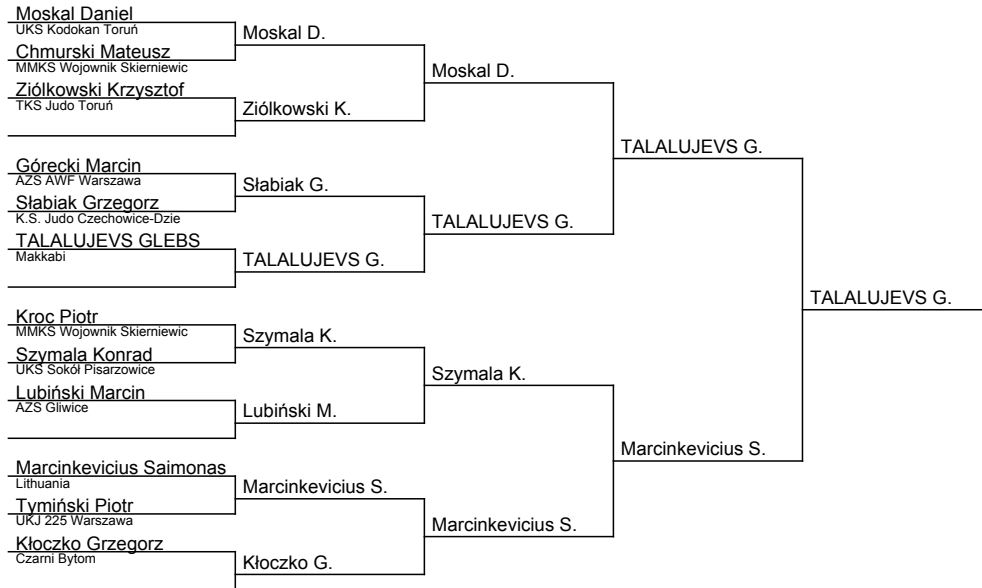 Moskal Daniel
UKS Kodokan Toruń
Moskal D.
Chmurski Mateusz
MMKS Wojownik Skierniewic
Moskal D.
Ziółkowski Krzysztof
TKS Judo Toruń
Ziółkowski K.
TALALUJEVS G.
Górecki Marcin
AZS AWF Warszawa
Słabiak G.
Słabiak Grzegorz
K.S. Judo Czechowice-Dzie
TALALUJEVS G.
TALALUJEVS GLEBS
Makkabi
TALALUJEVS G.
TALALUJEVS G.
Kroc Piotr
MMKS Wojownik Skierniewic
Szymala K.
Szymala Konrad
UKS Sokół Pisarzowice
Szymala K.
Lubiński Marcin
AZS Gliwice
Lubiński M.
Marcinkevicius S.
Marcinkevicius Saimonas
Lithuania
Marcinkevicius S.
Tymiński Piotr
UKJ 225 Warszawa
Marcinkevicius S.
Kłoczko Grzegorz
Czarni Bytom
Kłoczko G.